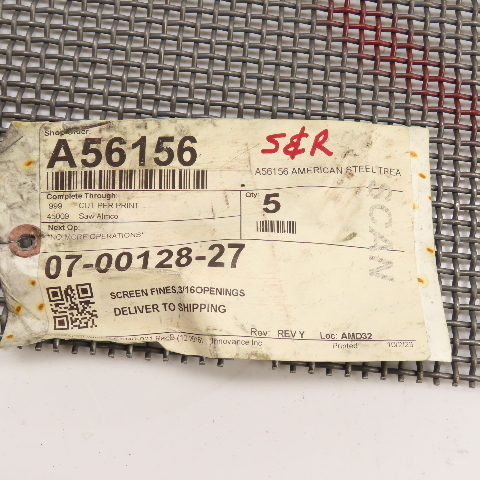 Shop Order:
A56156
S&R
A56156 AMERICAN STEEL TREA
Complete Through:
999 CUT PER PRINT
45009 Saw Almco
Qty
5
Next Op:
*NO MORE OPERATIONS*
07-00128-27
SCREEN FINES,3/16OPENINGS
DELIVER TO SHIPPING
SCAN
Rev: REV Y Loc: AMD32
Innovance Inc
Printed: